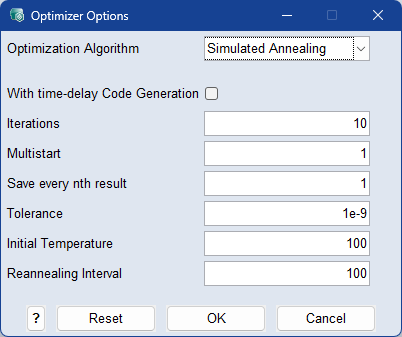 Optimizer Options
Optimization Algorithm Simulated Annealing
With time-delay Code Generation
Iterations 10
Multistart 1
Save every nth result 1
Tolerance 1e-9
Initial Temperature 100
Reannealing Interval 100
? Reset OK Cancel